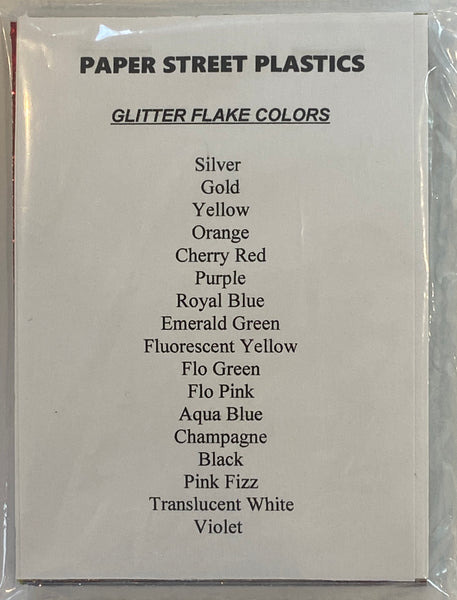 PAPER STREET PLASTICS
GLITTER FLAKE COLORS
Silver
Gold
Yellow
Orange
Cherry Red
Purple
Royal Blue
Emerald Green
Fluorescent Yellow
Flo Green
Flo Pink
Aqua Blue
Champagne
Black
Pink Fizz
Translucent White
Violet